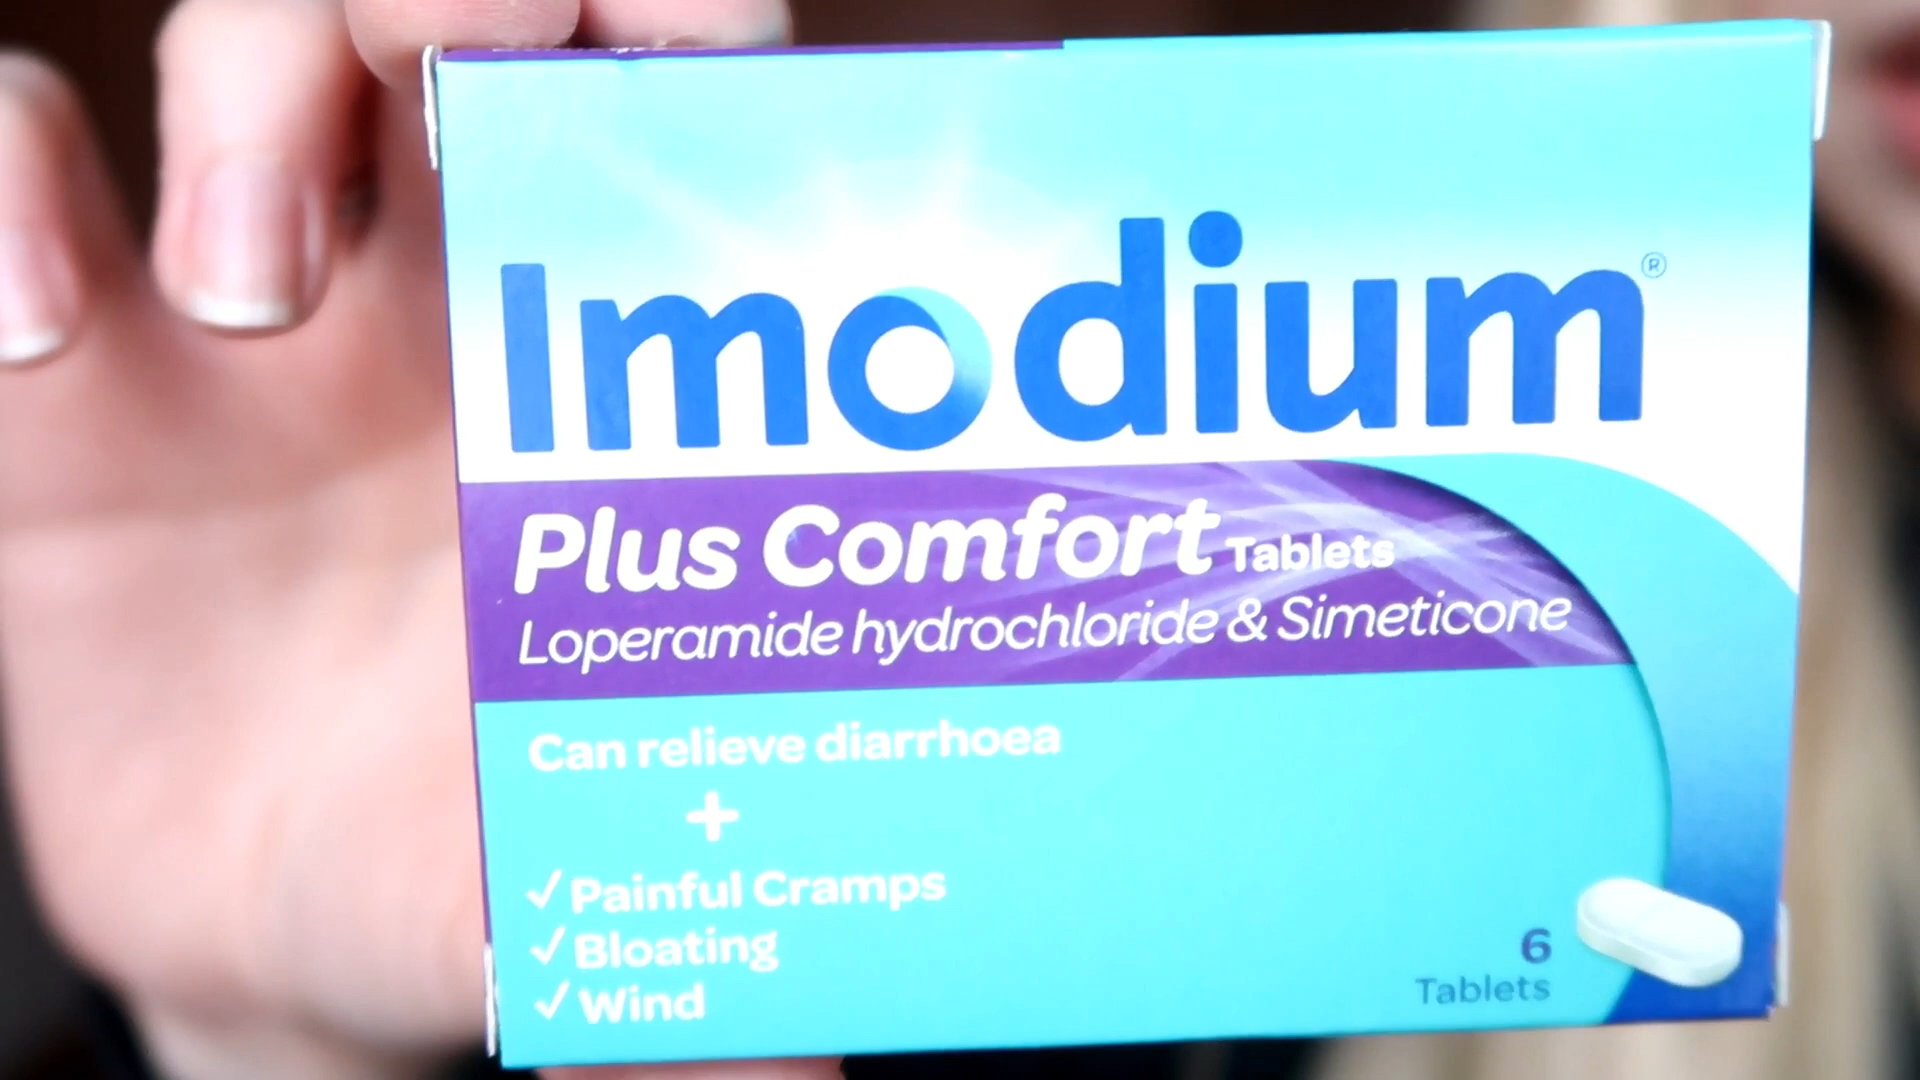 Imodium®
Plus Comfort Tablets
Loperamide hydrochloride & Simeticone
Can relieve diarrhoea
+
✓ Painful Cramps
✓ Bloating
✓ Wind
6
Tablets